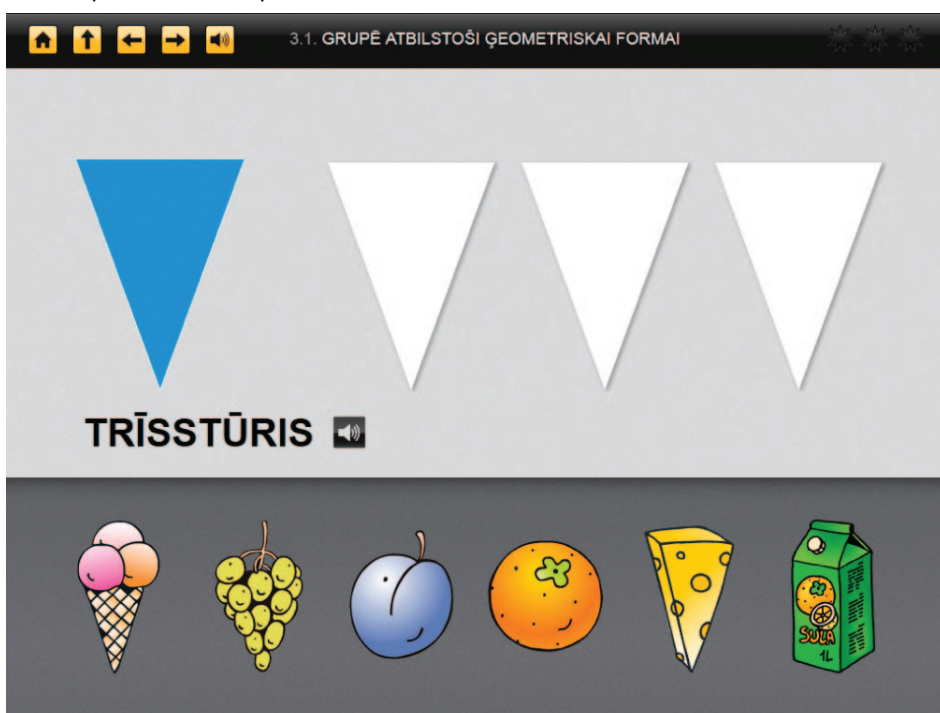 3.1. GRUPĒ ATBILSTOŠI ĢEOMETRISKAI FORMAI
TRĪSSTŪRIS
SULA
1L